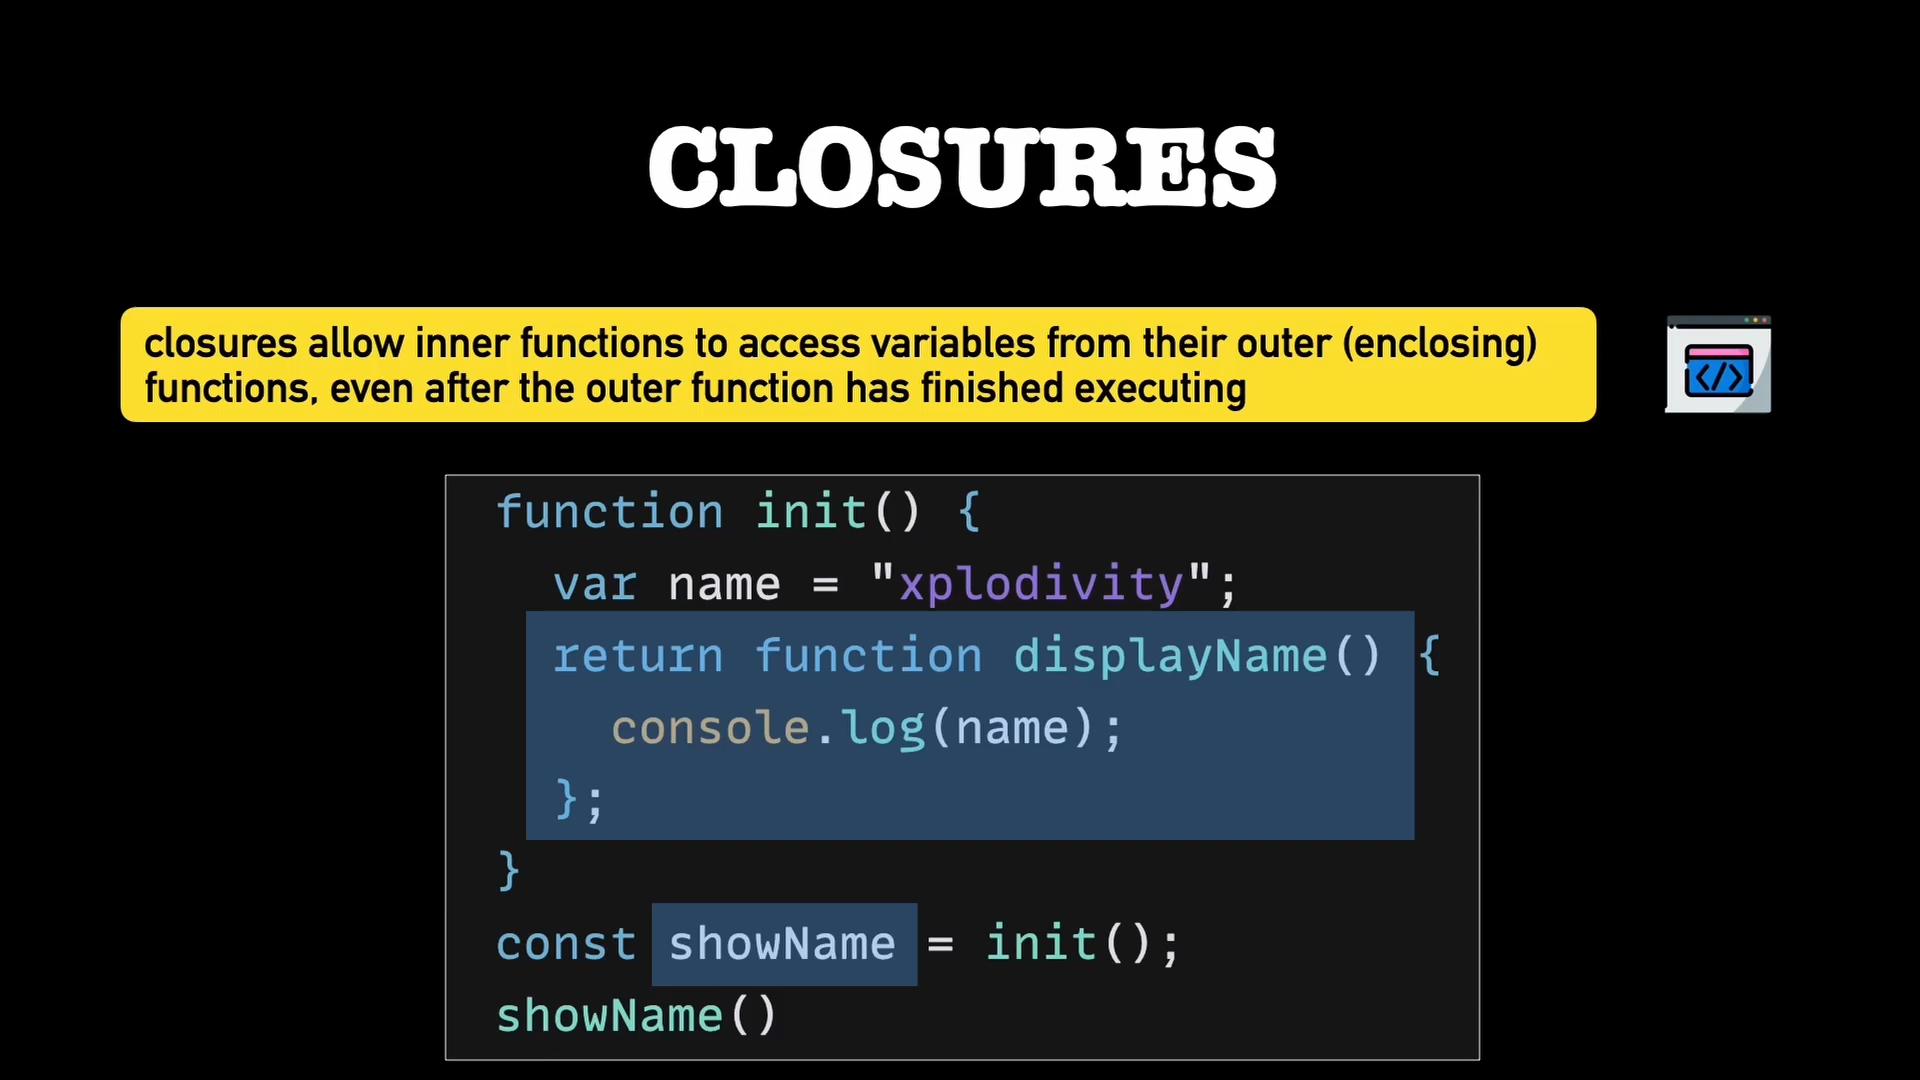 CLOSURES
closures allow inner functions to access variables from their outer (enclosing)
functions, even after the outer function has finished executing
</>
function init() {
  var name = "xplodivity";
  return function displayName() {
    console.log(name);
  };
}
const showName = init();
showName()